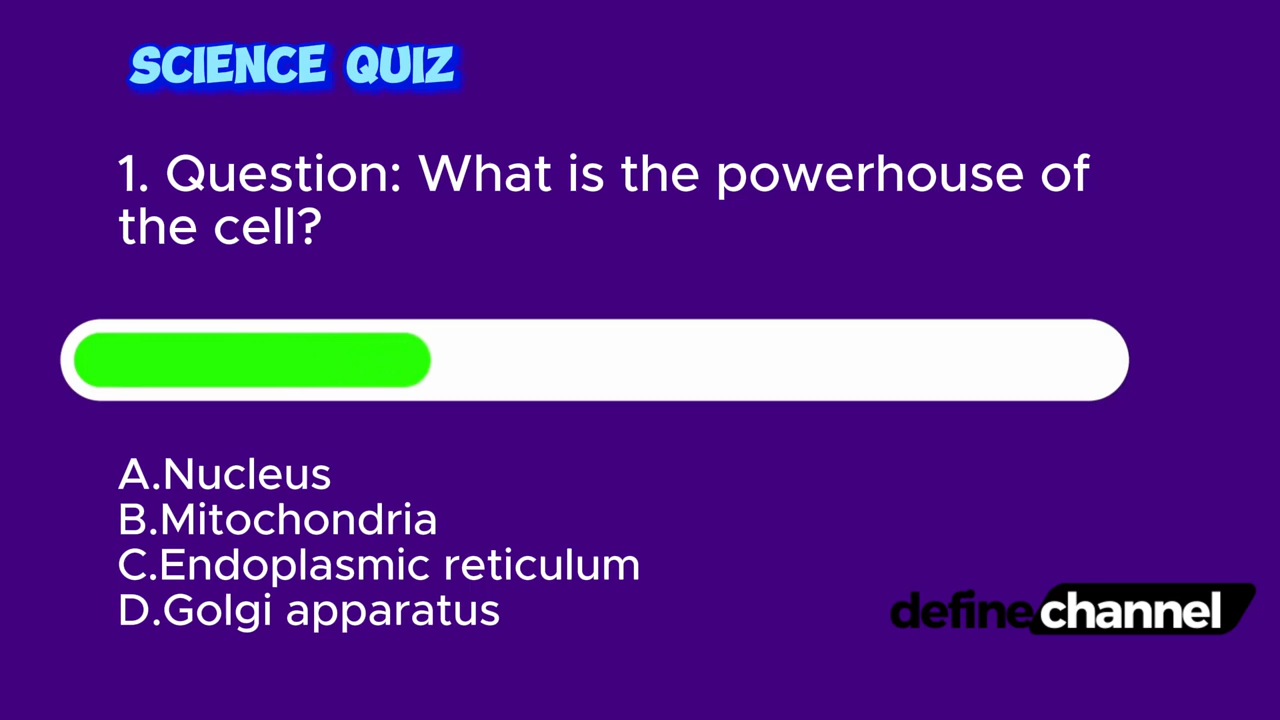 SCIENCE QUIZ
1. Question: What is the powerhouse of
the cell?
A.Nucleus
B.Mitochondria
C.Endoplasmic reticulum
D.Golgi apparatus
definechannel